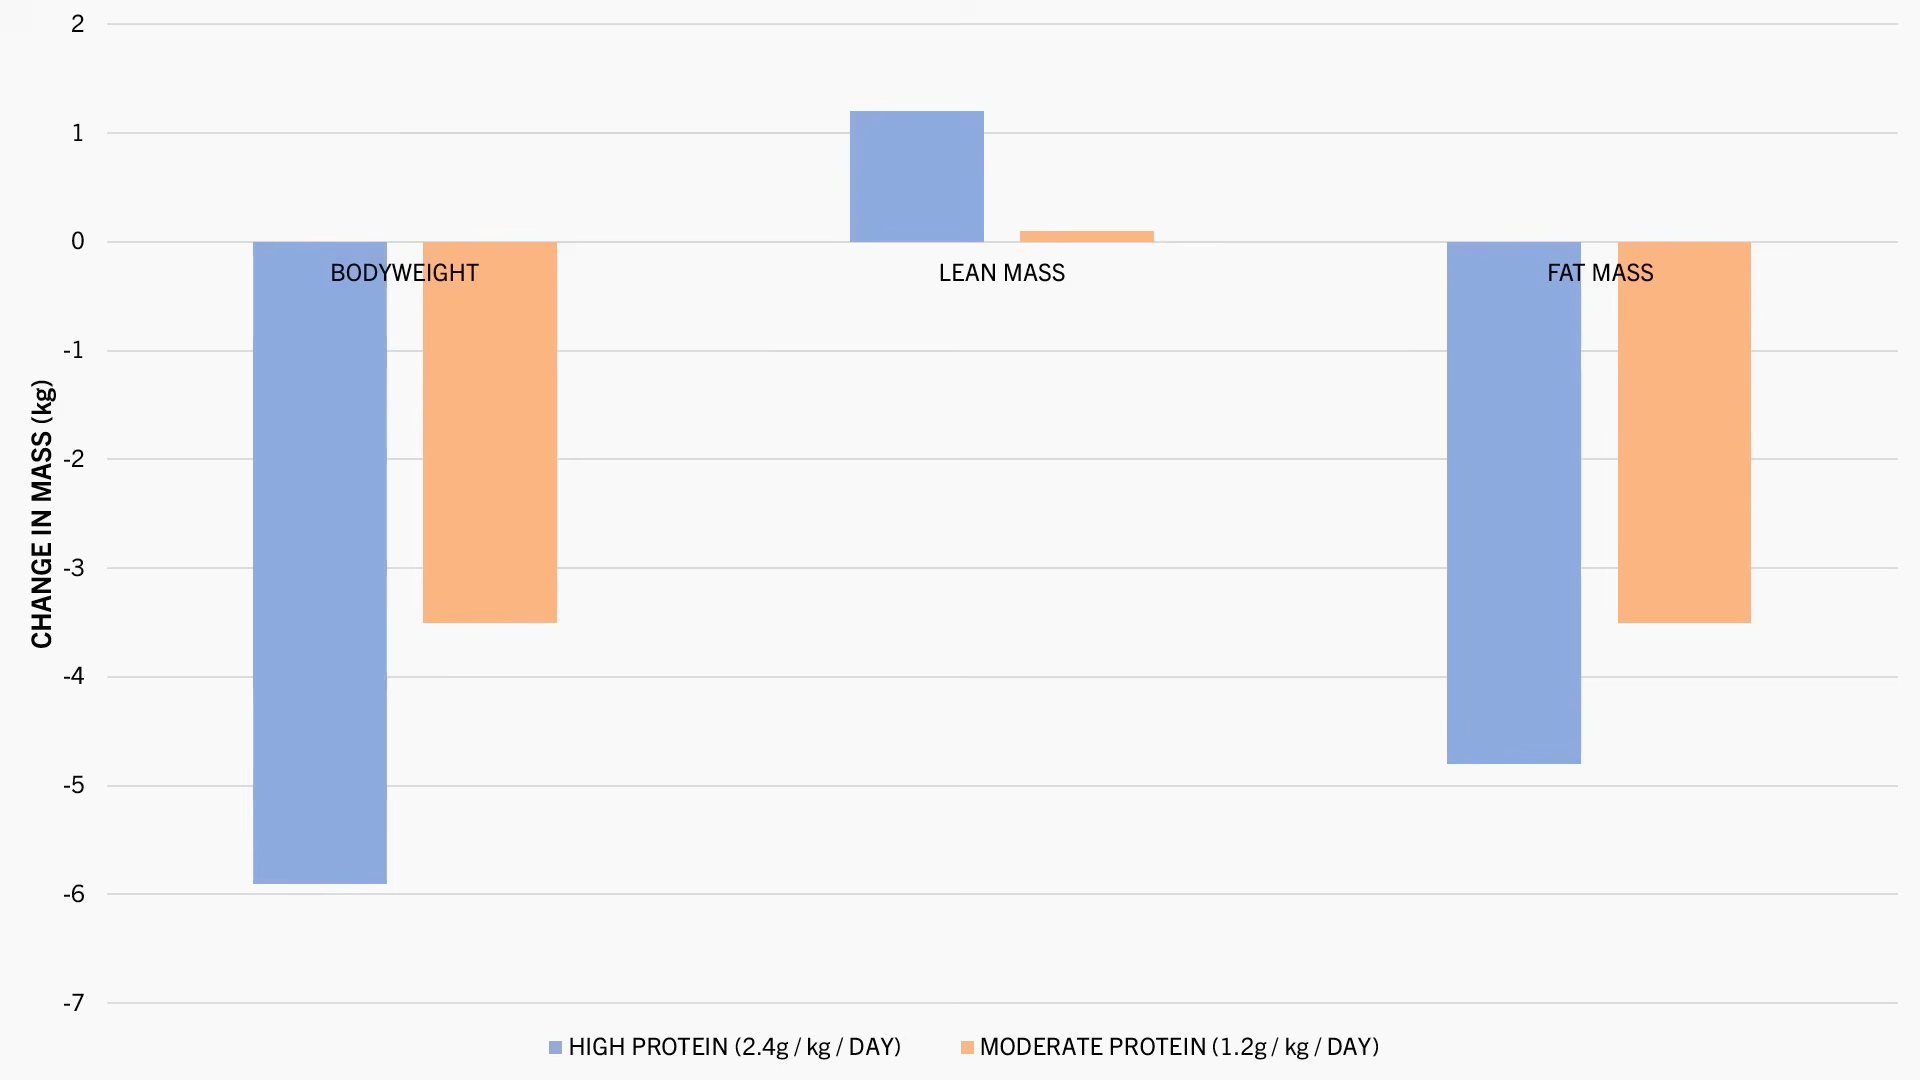 2
1
0
-1
-2
-3
-4
-5
-6
-7
CHANGE IN MASS (kg)
BODYWEIGHT
LEAN MASS
FAT MASS
HIGH PROTEIN (2.4g / kg / DAY)
MODERATE PROTEIN (1.2g / kg / DAY)